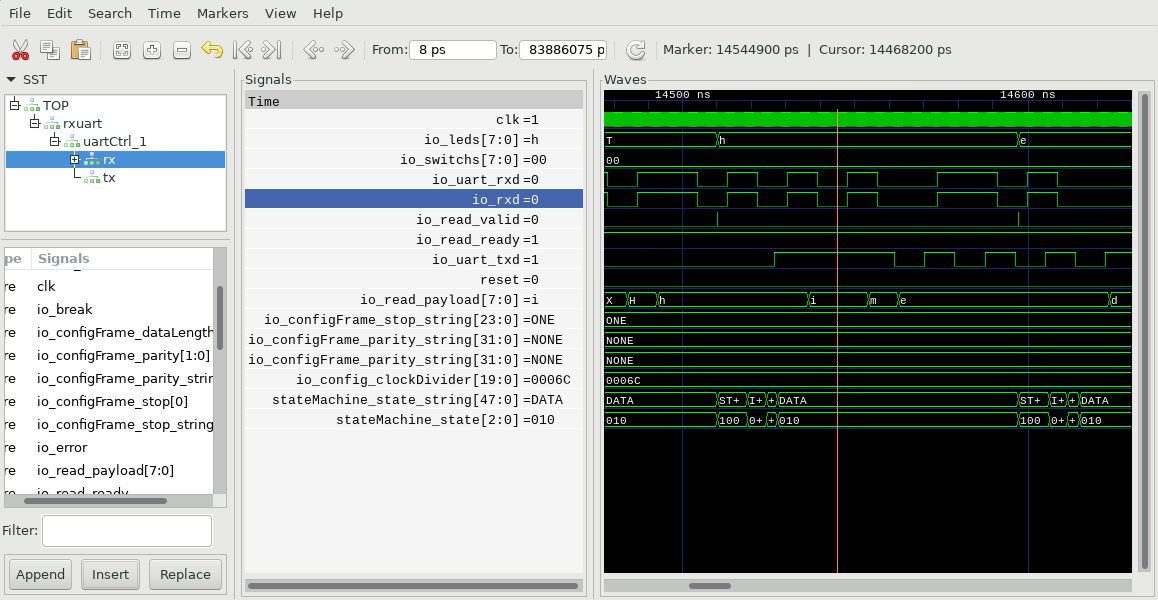 File Edit Search Time Markers View Help
From: 8 ps To: 83886075 p Marker: 14544900 ps | Cursor: 14468200 ps
SST
TOP
rxuart
uartCtrl_1
rx
tx
pe Signals
re clk
re io_break
re io_configFrame_dataLength
re io_configFrame_parity[1:0]
re io_configFrame_parity_strin
re io_configFrame_stop[0]
re io_configFrame_stop_string
re io_error
re io_read_payload[7:0]
re io_read_ready
Filter:
Append Insert Replace
Signals
Time
clk =1
io_leds[7:0] =h
io_switchs[7:0] =00
io_uart_rxd =0
io_rxd =0
io_read_valid =0
io_read_ready =1
io_uart_txd =1
reset =0
io_read_payload[7:0] =i
io_configFrame_stop_string[23:0] =ONE
io_configFrame_parity_string[31:0] =NONE
io_configFrame_parity_string[31:0] =NONE
io_config_clockDivider[19:0] =0006C
stateMachine_state_string[47:0] =DATA
stateMachine_state[2:0] =010
Waves
14500 ns 14600 ns
T h e
00
X H h i m e d
ONE
NONE
NONE
0006C
DATA ST+ I+ + DATA ST+ I+ + DATA
010 100 0+ + 010 100 0+ + 010